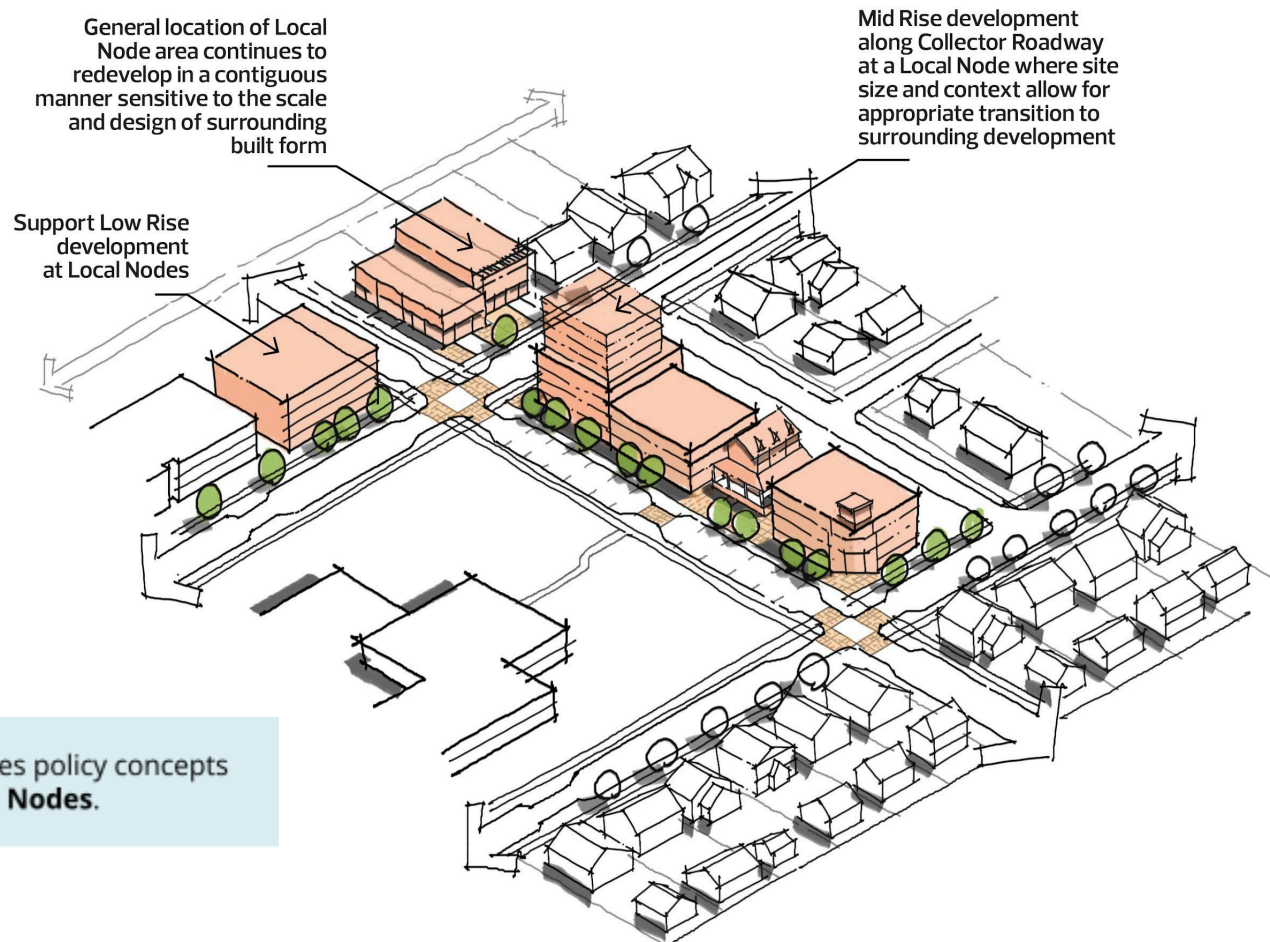 General location of Local
Node area continues to
redevelop in a contiguous
manner sensitive to the scale
and design of surrounding
built form
Mid Rise development
along Collector Roadway
at a Local Node where site
size and context allow for
appropriate transition to
surrounding development
Support Low Rise
development
at Local Nodes
es policy concepts
Nodes.